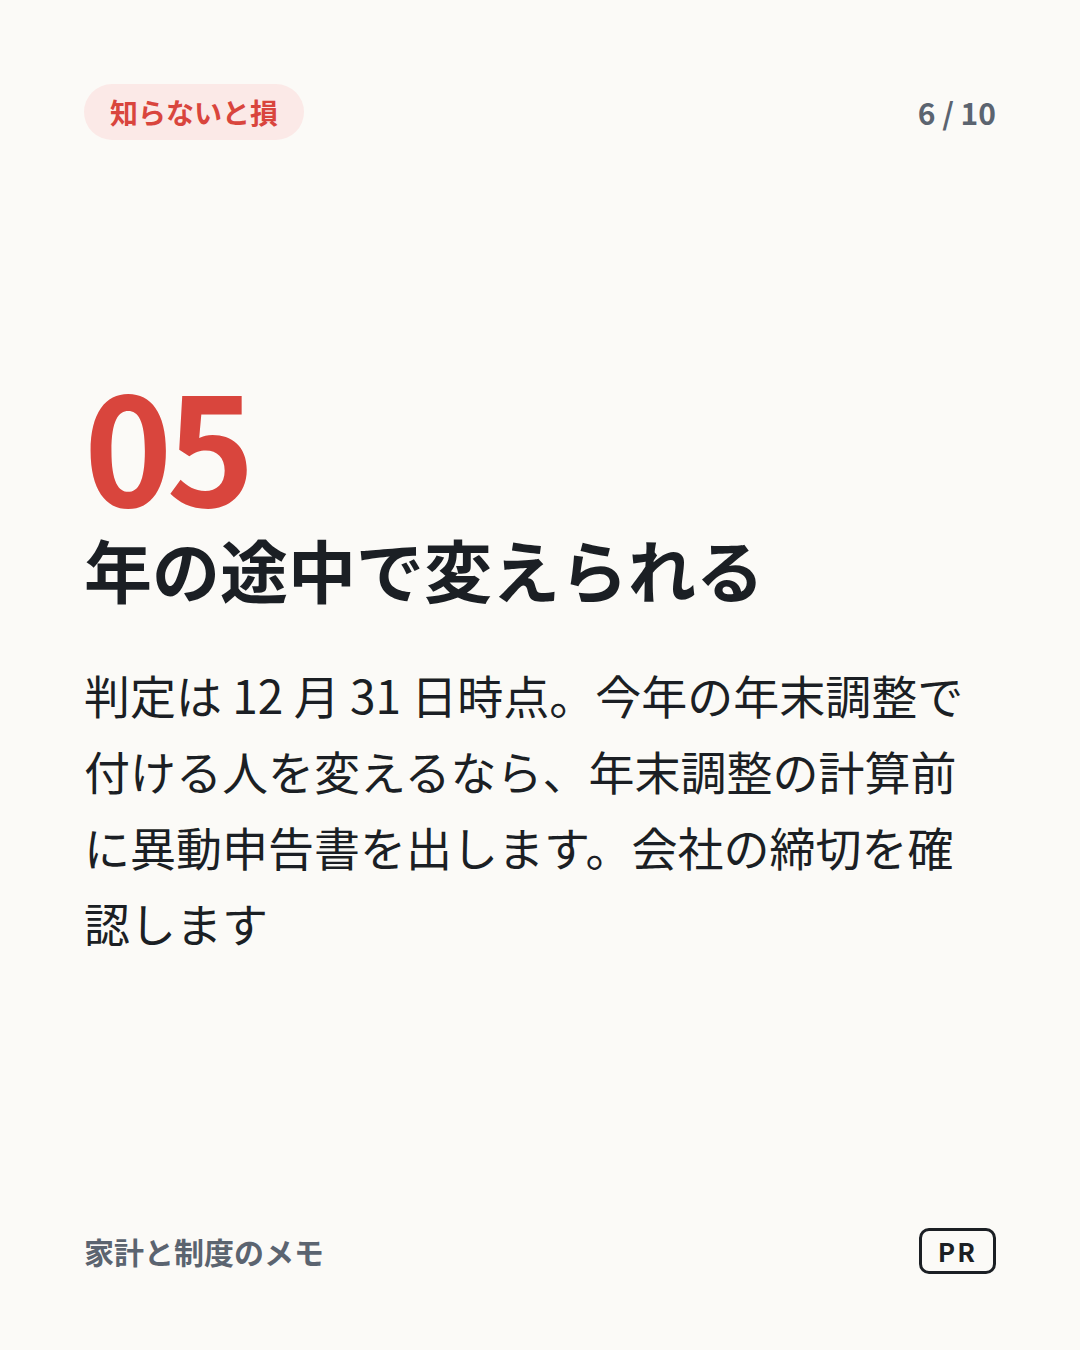 知らないと損
6 / 10
05
年の途中で変えられる
判定は 12 月 31 日時点。今年の年末調整で
付ける人を変えるなら、年末調整の計算前
に異動申告書を出します。会社の締切を確
認します
家計と制度のメモ
PR